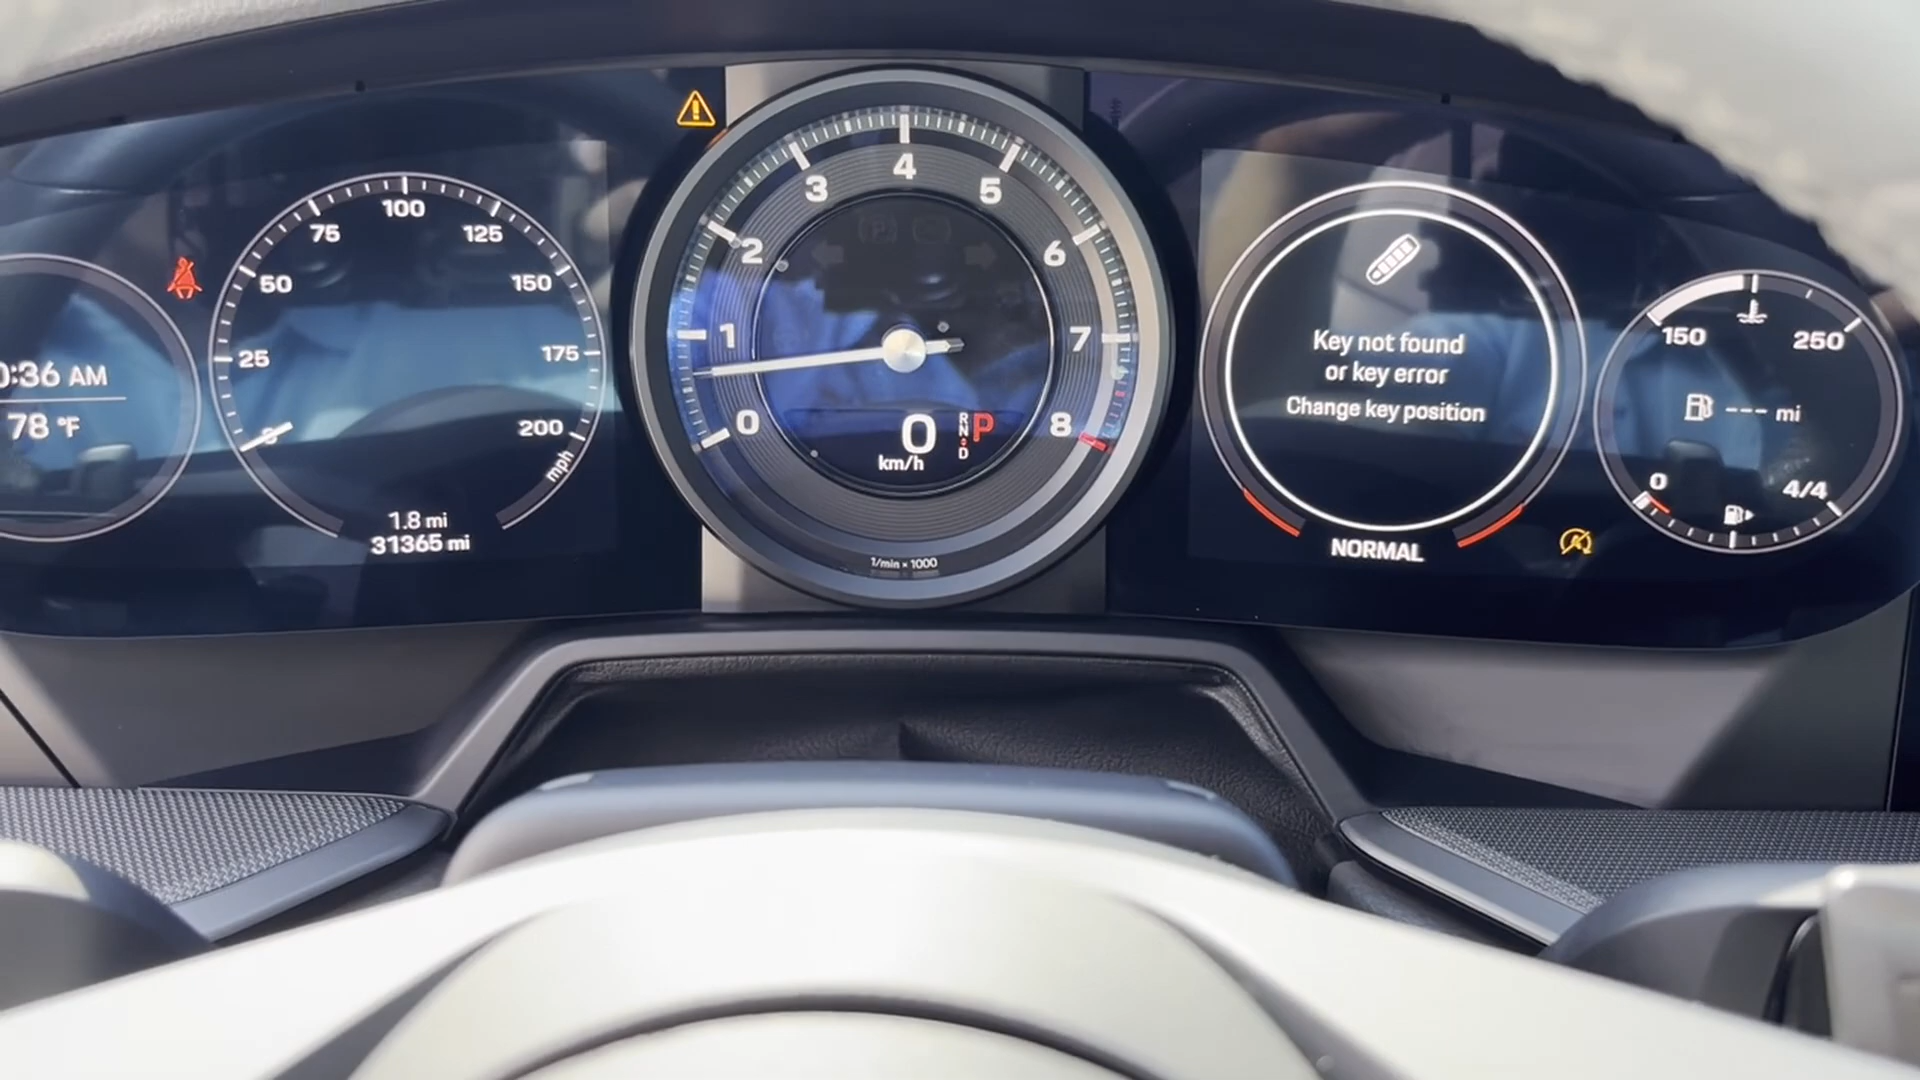 0:36 AM
78 °F
0
25
50
75
100
125
150
175
200
mph
1.8 mi
31365 mi
0
1
2
3
4
5
6
7
8
0
km/h
R
N
D
P
1/min × 1000
Key not found
or key error
Change key position
NORMAL
150
250
--- mi
0
4/4